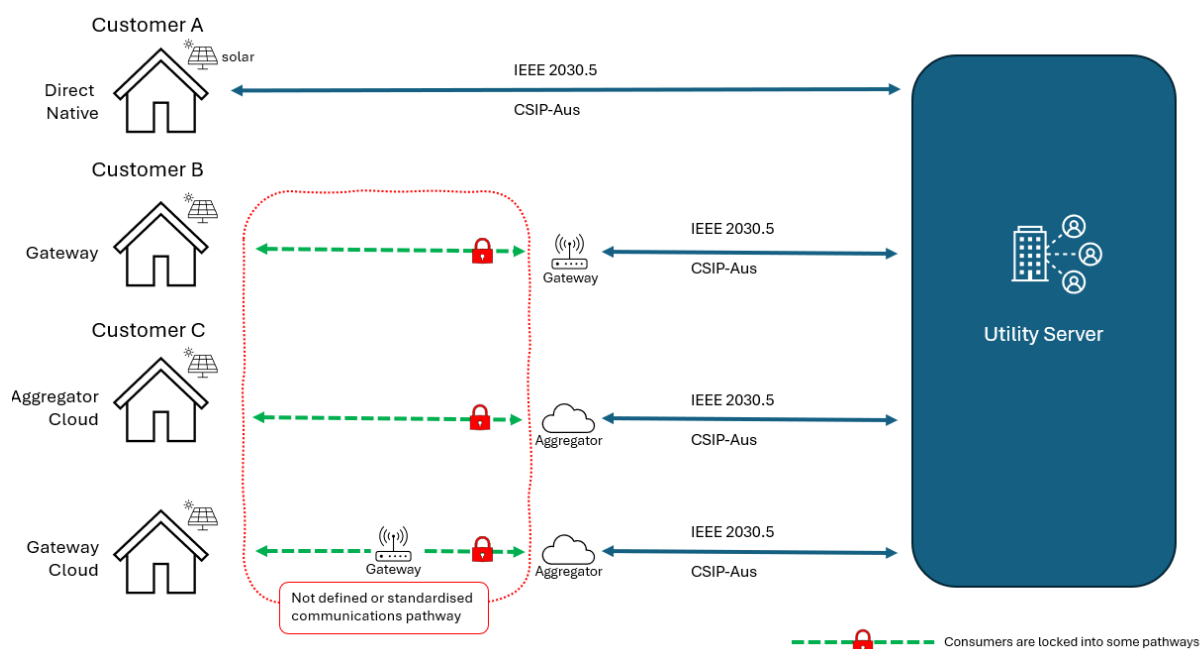 Customer A
solar
Direct
Native
IEEE 2030.5
CSIP-Aus
Customer B
Gateway
Gateway
IEEE 2030.5
CSIP-Aus
Utility Server
Customer C
Aggregator
Cloud
Aggregator
IEEE 2030.5
CSIP-Aus
Gateway
Cloud
Gateway
Aggregator
IEEE 2030.5
CSIP-Aus
Not defined or standardised
communications pathway
Consumers are locked into some pathways